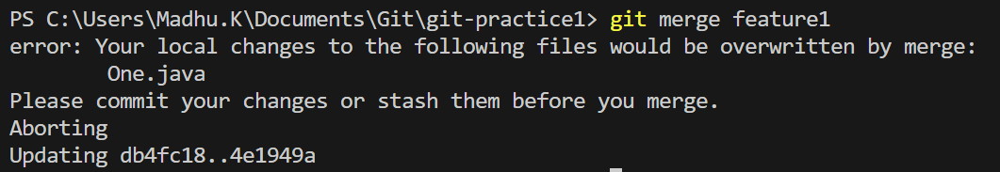 PS C:\Users\Madhu.K\Documents\Git\git-practice1> git merge feature1
error: Your local changes to the following files would be overwritten by merge:
        One.java
Please commit your changes or stash them before you merge.
Aborting
Updating db4fc18..4e1949a